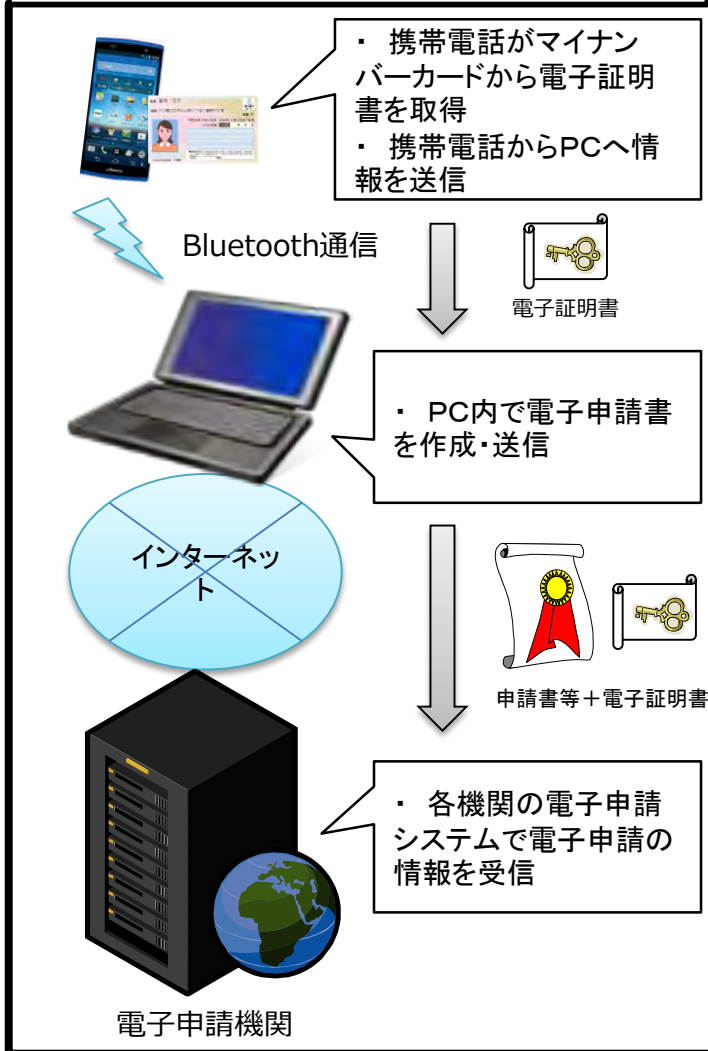 ・ 携帯電話がマイナン
バーカードから電子証明
書を取得
・ 携帯電話からPCへ情
報を送信
Bluetooth通信
電子証明書
・ PC内で電子申請書
を作成・送信
インターネッ
ト
申請書等＋電子証明書
・ 各機関の電子申請
システムで電子申請の
情報を受信
電子申請機関